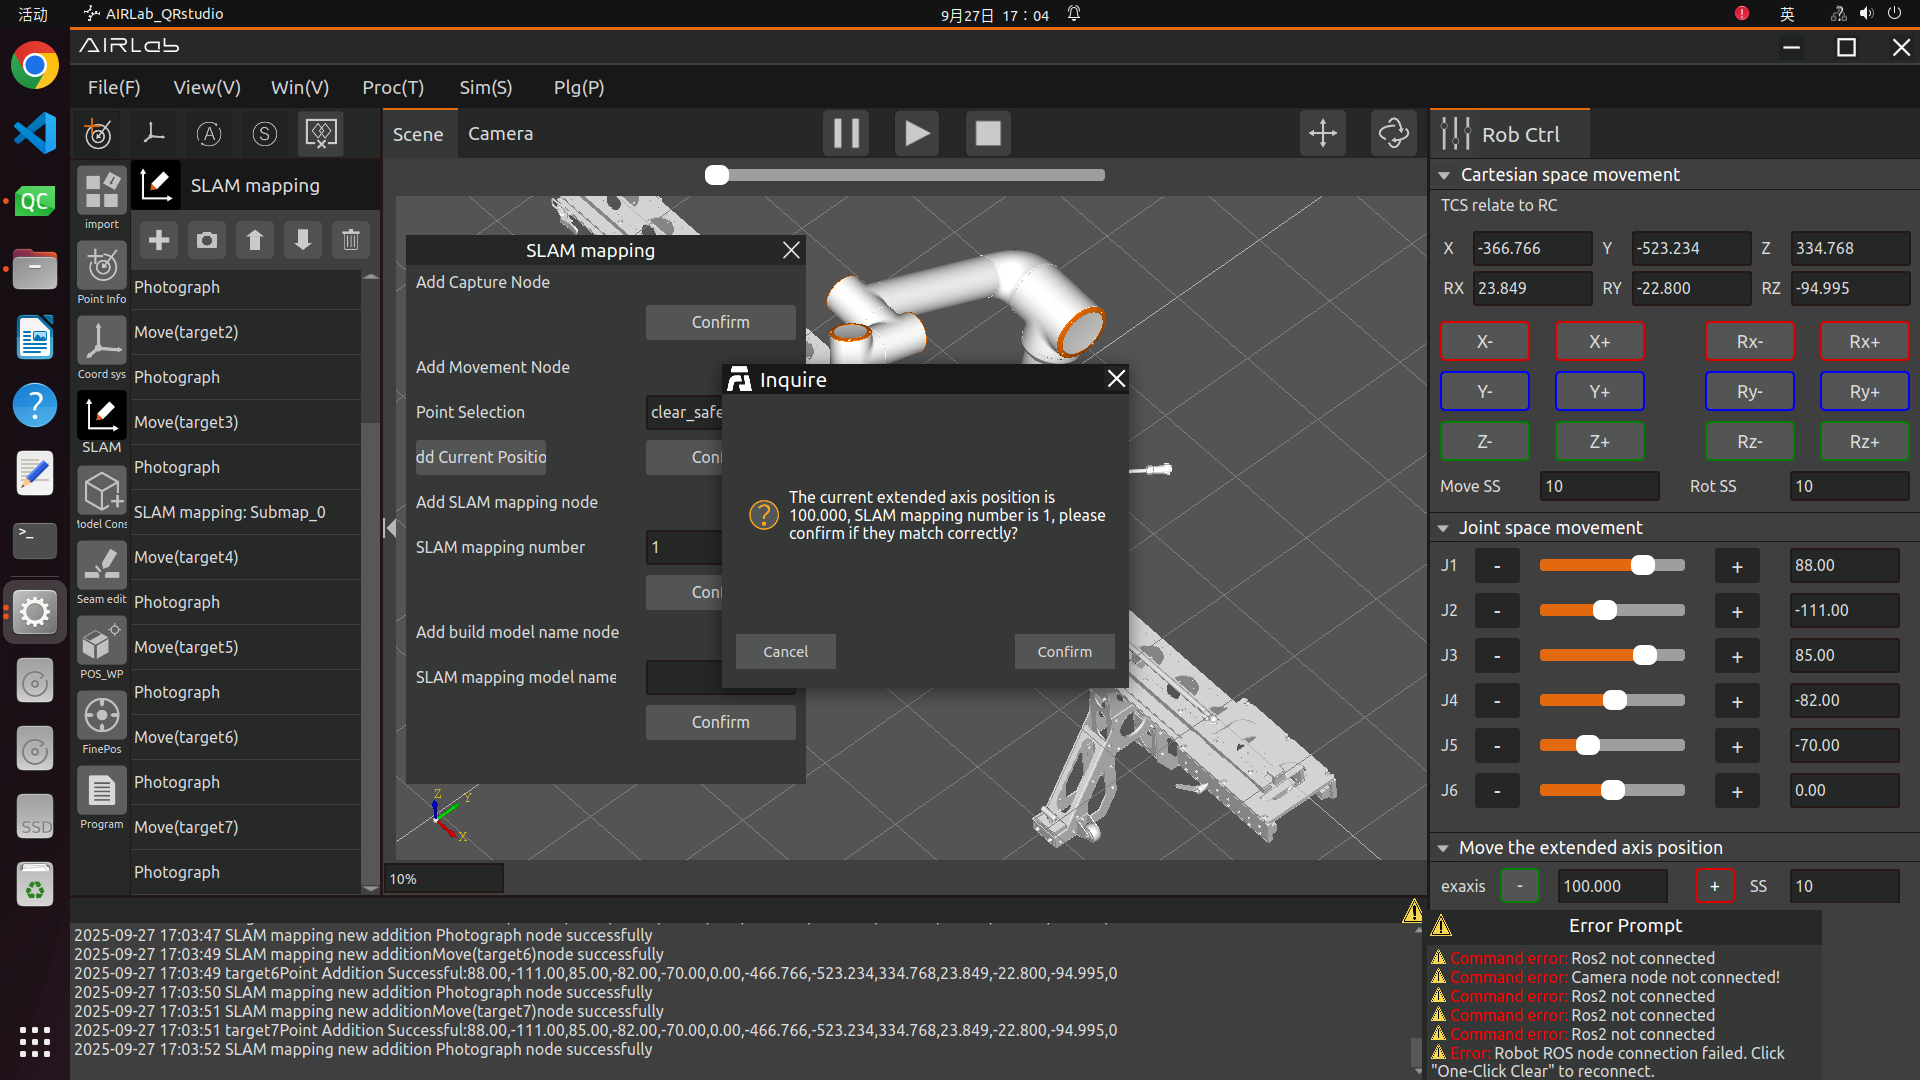 活动
AIRLab_QRstudio
9月27日 17：04
英
AIRLab
File(F)
View(V)
Win(V)
Proc(T)
Sim(S)
Plg(P)
Scene
Camera
Rob Ctrl
SLAM mapping
import
Point Info
Coord sys
SLAM
Iodel Cons
Seam edit
POS_WP
FinePos
Program
Photograph
Move(target2)
Photograph
Move(target3)
Photograph
SLAM mapping: Submap_0
Move(target4)
Photograph
Move(target5)
Photograph
Move(target6)
Photograph
Move(target7)
Photograph
SLAM mapping
Add Capture Node
Confirm
Add Movement Node
Point Selection
clear_safe
dd Current Positio
Conf
Add SLAM mapping node
SLAM mapping number
1
Conf
Add build model name node
SLAM mapping model name
Confirm
Inquire
The current extended axis position is
100.000, SLAM mapping number is 1, please
confirm if they match correctly?
Cancel
Confirm
Z
Y
X
10%
Cartesian space movement
TCS relate to RC
X -366.766 Y -523.234 Z 334.768
RX 23.849 RY -22.800 RZ -94.995
X- X+ Rx- Rx+
Y- Y+ Ry- Ry+
Z- Z+ Rz- Rz+
Move SS 10 Rot SS 10
Joint space movement
J1 - + 88.00
J2 - + -111.00
J3 - + 85.00
J4 - + -82.00
J5 - + -70.00
J6 - + 0.00
Move the extended axis position
exaxis - 100.000 + SS 10
2025-09-27 17:03:47 SLAM mapping new addition Photograph node successfully
2025-09-27 17:03:49 SLAM mapping new additionMove(target6)node successfully
2025-09-27 17:03:49 target6Point Addition Successful:88.00,-111.00,85.00,-82.00,-70.00,0.00,-466.766,-523.234,334.768,23.849,-22.800,-94.995,0
2025-09-27 17:03:50 SLAM mapping new addition Photograph node successfully
2025-09-27 17:03:51 SLAM mapping new additionMove(target7)node successfully
2025-09-27 17:03:51 target7Point Addition Successful:88.00,-111.00,85.00,-82.00,-70.00,0.00,-466.766,-523.234,334.768,23.849,-22.800,-94.995,0
2025-09-27 17:03:52 SLAM mapping new addition Photograph node successfully
Error Prompt
Command error: Ros2 not connected
Command error: Camera node not connected!
Command error: Ros2 not connected
Command error: Ros2 not connected
Command error: Ros2 not connected
Error: Robot ROS node connection failed. Click
"One-Click Clear" to reconnect.
QC
SSD